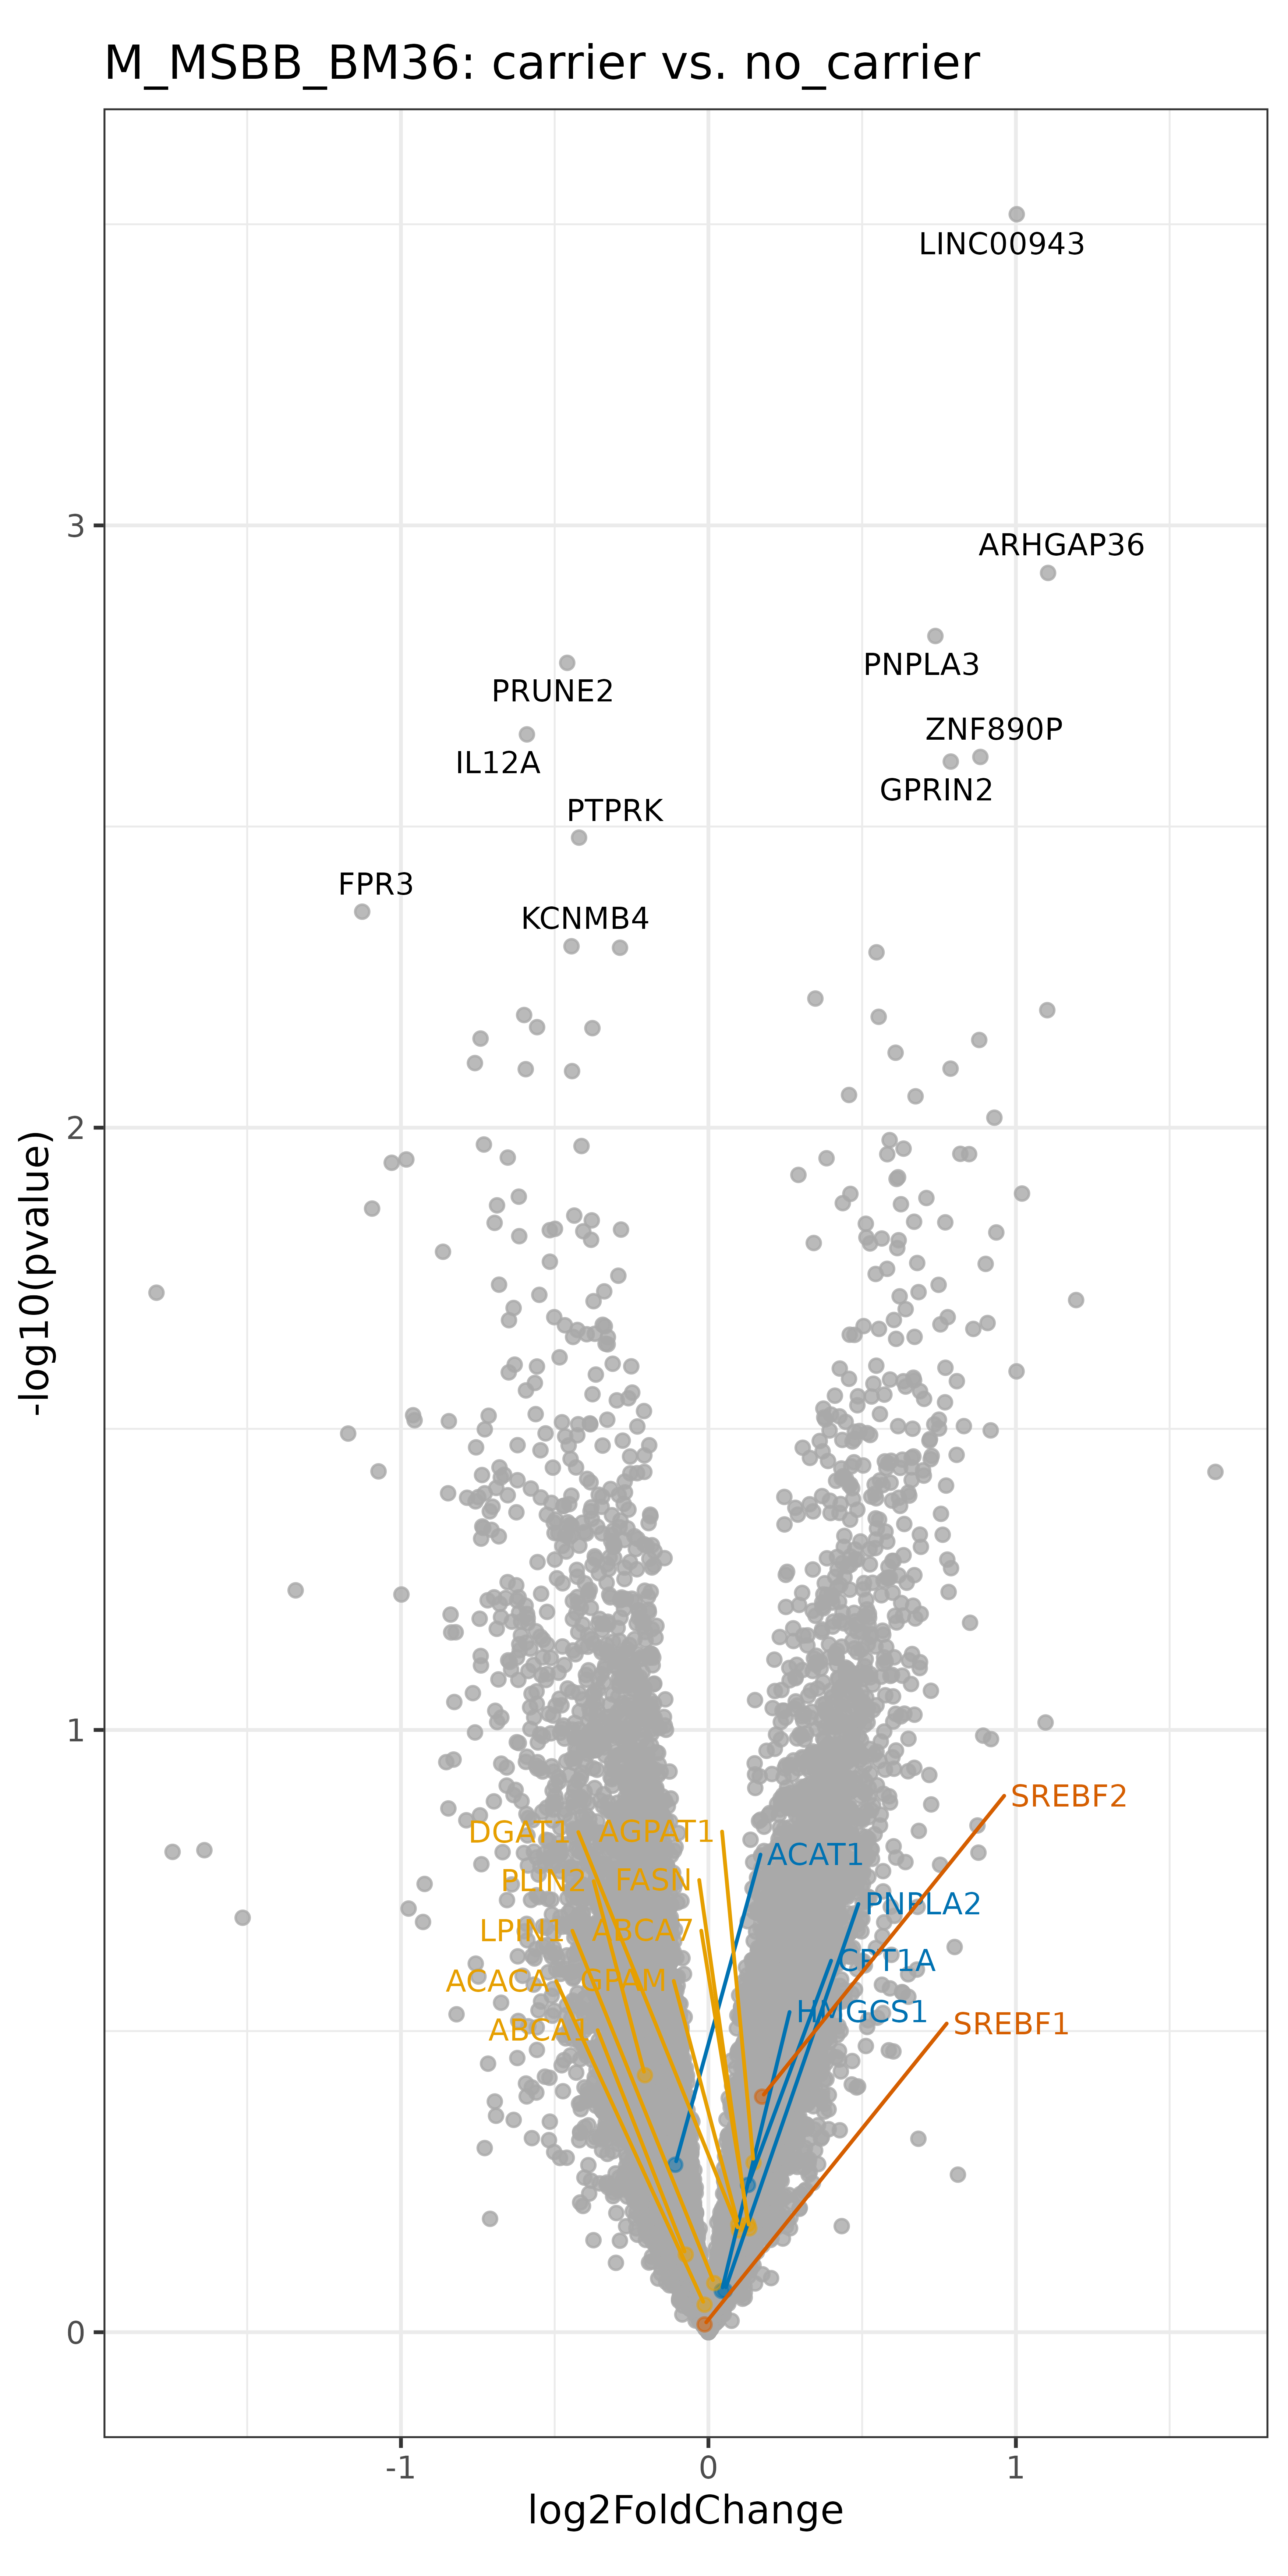 M_MSBB_BM36: carrier vs. no_carrier
LINC00943
3
ARHGAP36
PNPLA3
PRUNE2
ZNF890P
IL12A
GPRIN2
PTPRK
FPR3
KCNMB4
2
-log10(pvalue)
1
SREBF2
DGAT1
AGPAT1
ACAT1
PLIN2
FASN
PNPLA2
LPIN1
ABCA7
CPT1A
ACACA
GPAM
HMGCS1
SREBF1
ABCA1
0
-1
0
1
log2FoldChange